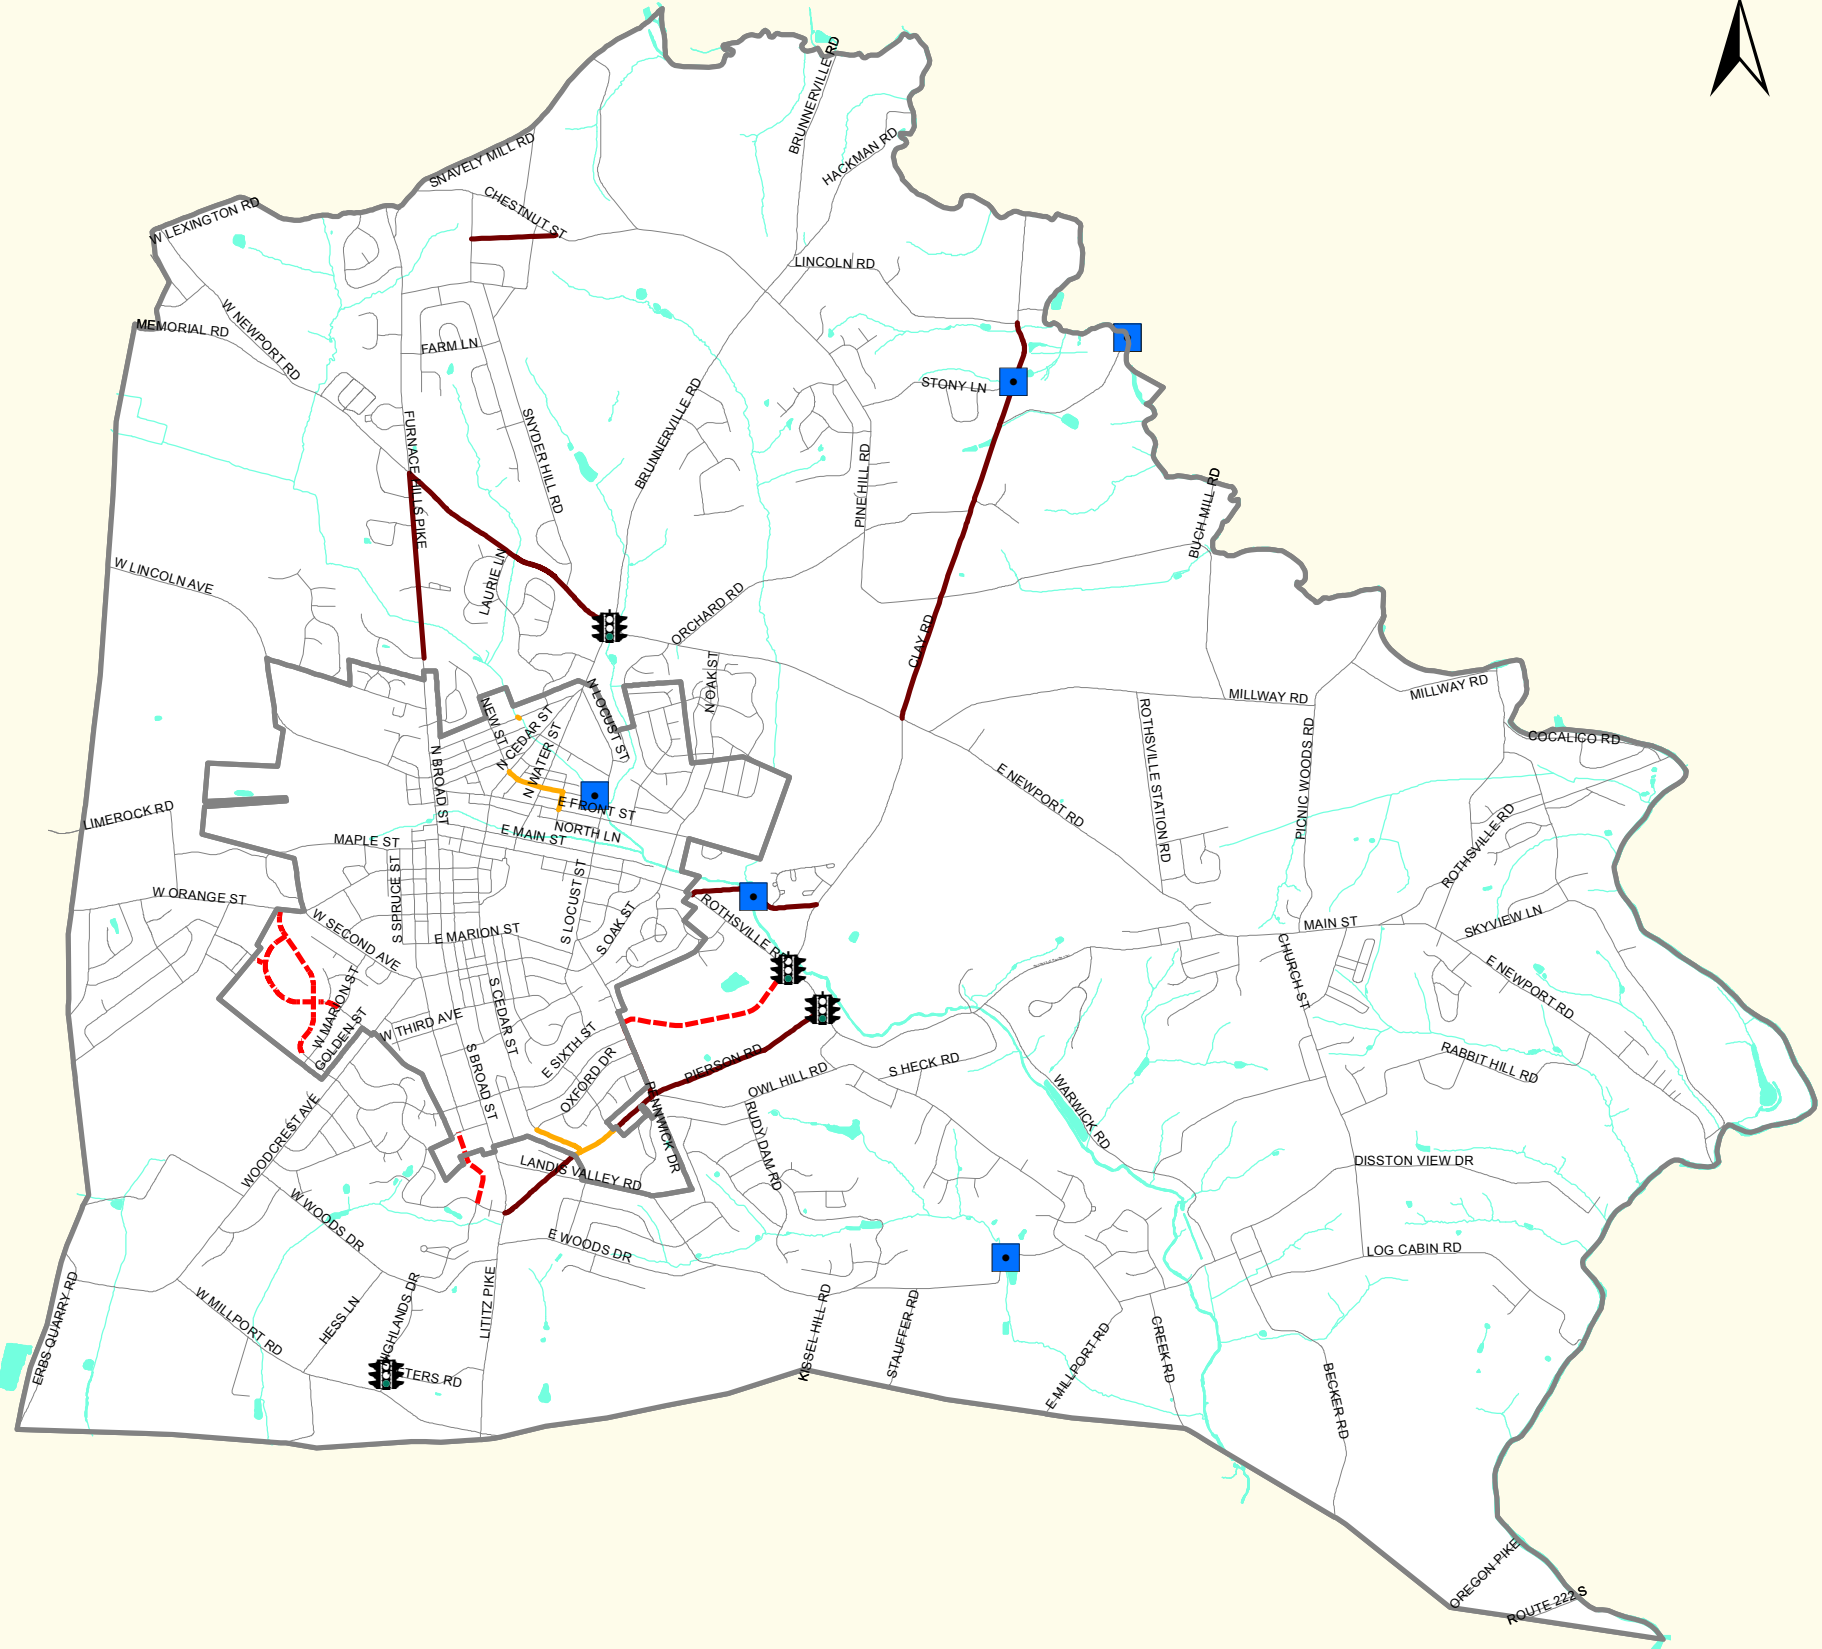 BRUNNERVILLE RD
HACKMAN RD
SNAVELY MILL RD
CHESTNUT ST
W LEXINGTON RD
LINCOLN RD
MEMORIAL RD
W NEWPORT RD
FARM LN
STONY LN
BRUNNERVILLE RD
FURNACE HILLS PIKE
SNYDER HILL RD
PINE HILL RD
BUCH MILL RD
LAURIE LN
W LINCOLN AVE
ORCHARD RD
CLAY RD
N OAK ST
MILLWAY RD
MILLWAY RD
N LOCUST ST
NEW ST
N CEDAR ST
N WATER ST
N BROAD ST
ROTHSVILLE STATION RD
PICNIC WOODS RD
COCALICO RD
E NEWPORT RD
E FRONT ST
NORTH LN
E MAIN ST
LIMEROCK RD
MAPLE ST
ROTHSVILLE RD
W ORANGE ST
S SPRUCE ST
S LOCUST ST
S OAK ST
W SECOND AVE
E MARION ST
ROTHSVILLE RD
MAIN ST
SKYVIEW LN
CHURCH ST
E NEWPORT RD
W MARION ST
GOLDEN ST
W THIRD AVE
S CEDAR ST
S BROAD ST
E SIXTH ST
OXFORD DR
PIERSON RD
OWL HILL RD
S HECK RD
WARWICK RD
RABBIT HILL RD
WOODCREST AVE
RUDY DAM RD
LANDIS VALLEY RD
DISSTON VIEW DR
W WOODS DR
E WOODS DR
LOG CABIN RD
ERBS QUARRY RD
W MILLPORT RD
HESS LN
HIGHLANDS DR
LITITZ PIKE
KISSEL HILL RD
STAUFFER RD
E MILLPORT RD
CREEK RD
BECKER RD
OREGON PIKE
ROUTE 222 S